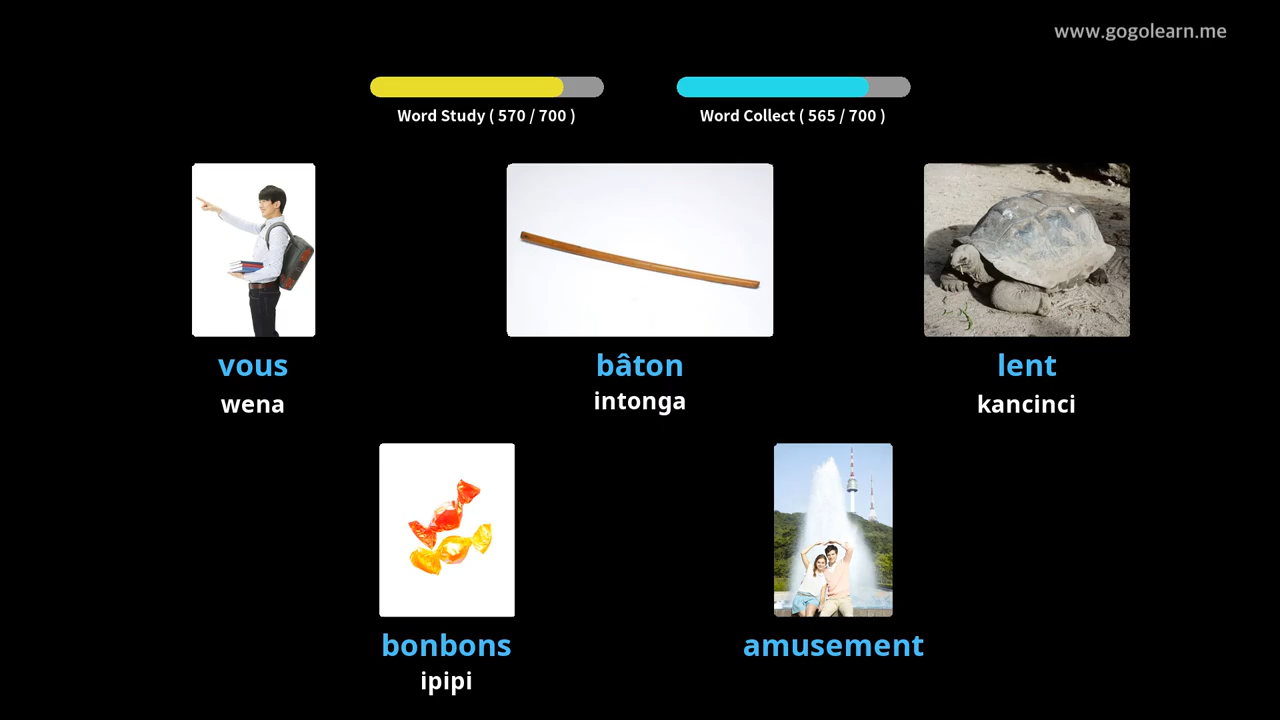 www.gogolearn.me
Word Study ( 570 / 700 )
Word Collect ( 565 / 700 )
vous
wena
bâton
intonga
lent
kancinci
bonbons
ipipi
amusement